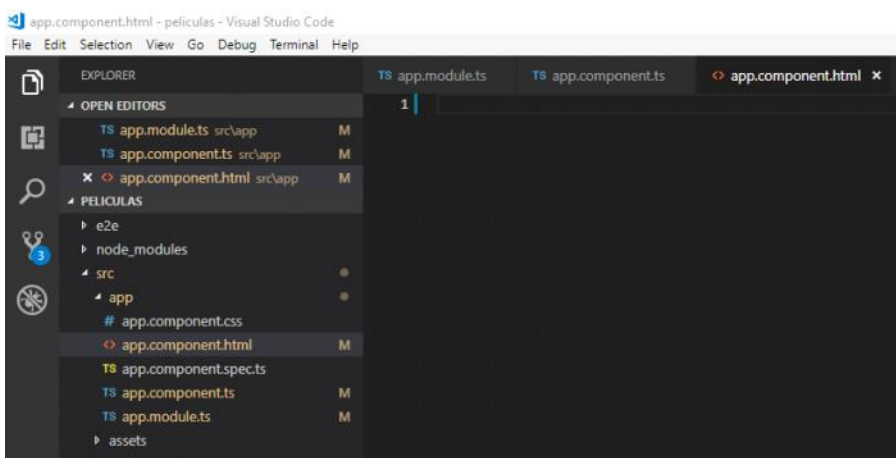 app.component.html - peliculas - Visual Studio Code
File Edit Selection View Go Debug Terminal Help
EXPLORER
OPEN EDITORS
TS app.module.ts src\app M
TS app.component.ts src\app M
<> app.component.html src\app M
PELICULAS
e2e
node_modules
src
app
# app.component.css
<> app.component.html M
TS app.component.spec.ts
TS app.component.ts M
TS app.module.ts M
assets
3
TS app.module.ts TS app.component.ts <> app.component.html
1